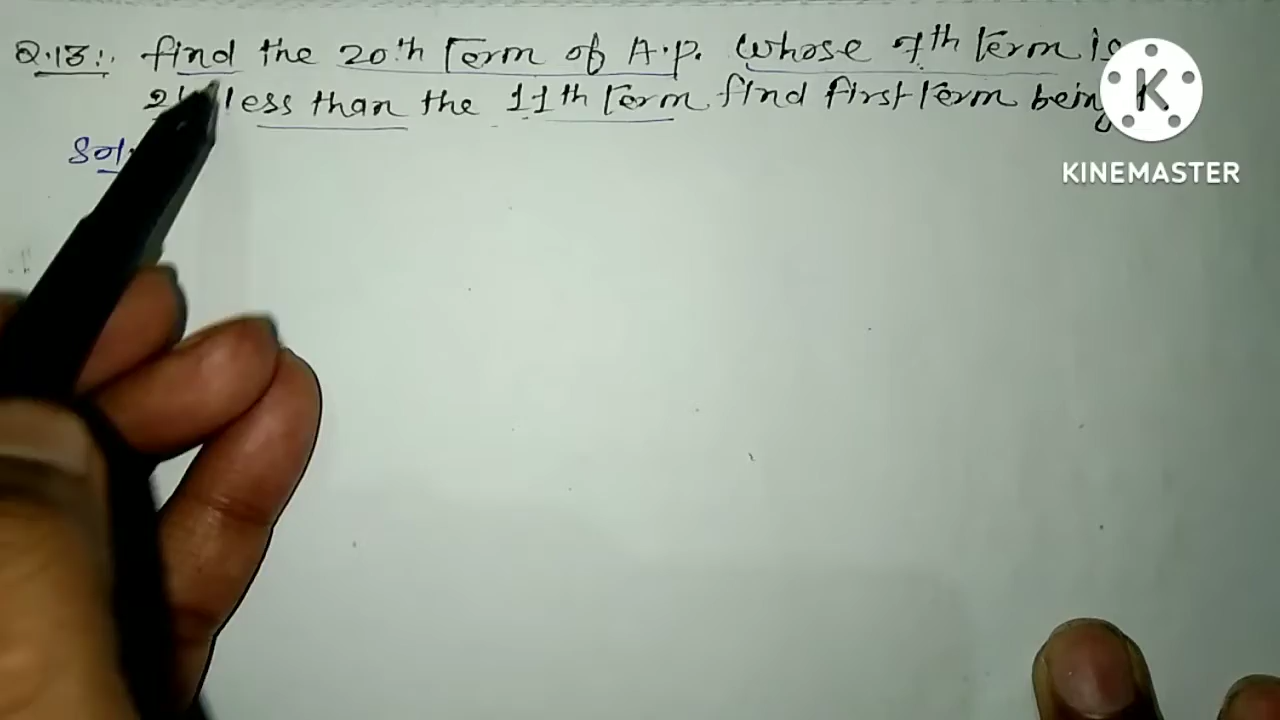 Q.13:. find the 20th Term of A.P. whose 7th Term is
less than the 11th Term find first Term being
Sol:
K
KINEMASTER